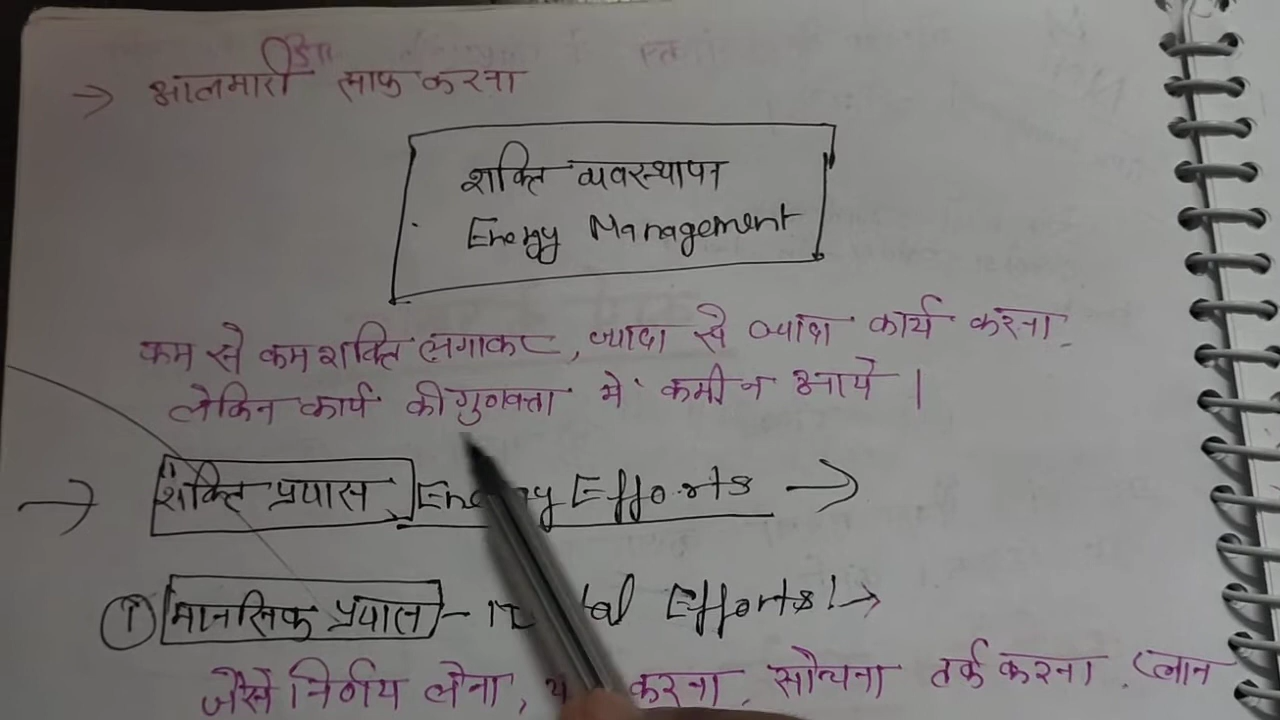 → आलमारी साफ करना
शक्ति व्यवस्थापन
Energy Management
कम से कम शक्ति लगाकर, ज्यादा से ज्यादा कार्य करना,
लेकिन कार्य की गुणवत्ता में कमी न आये।
→ शक्ति प्रयास Energy Efforts →
① मानसिक प्रयास - Efforts! →
जैसे निर्णय लेना, करना, सोचना तर्क करना, प्लान